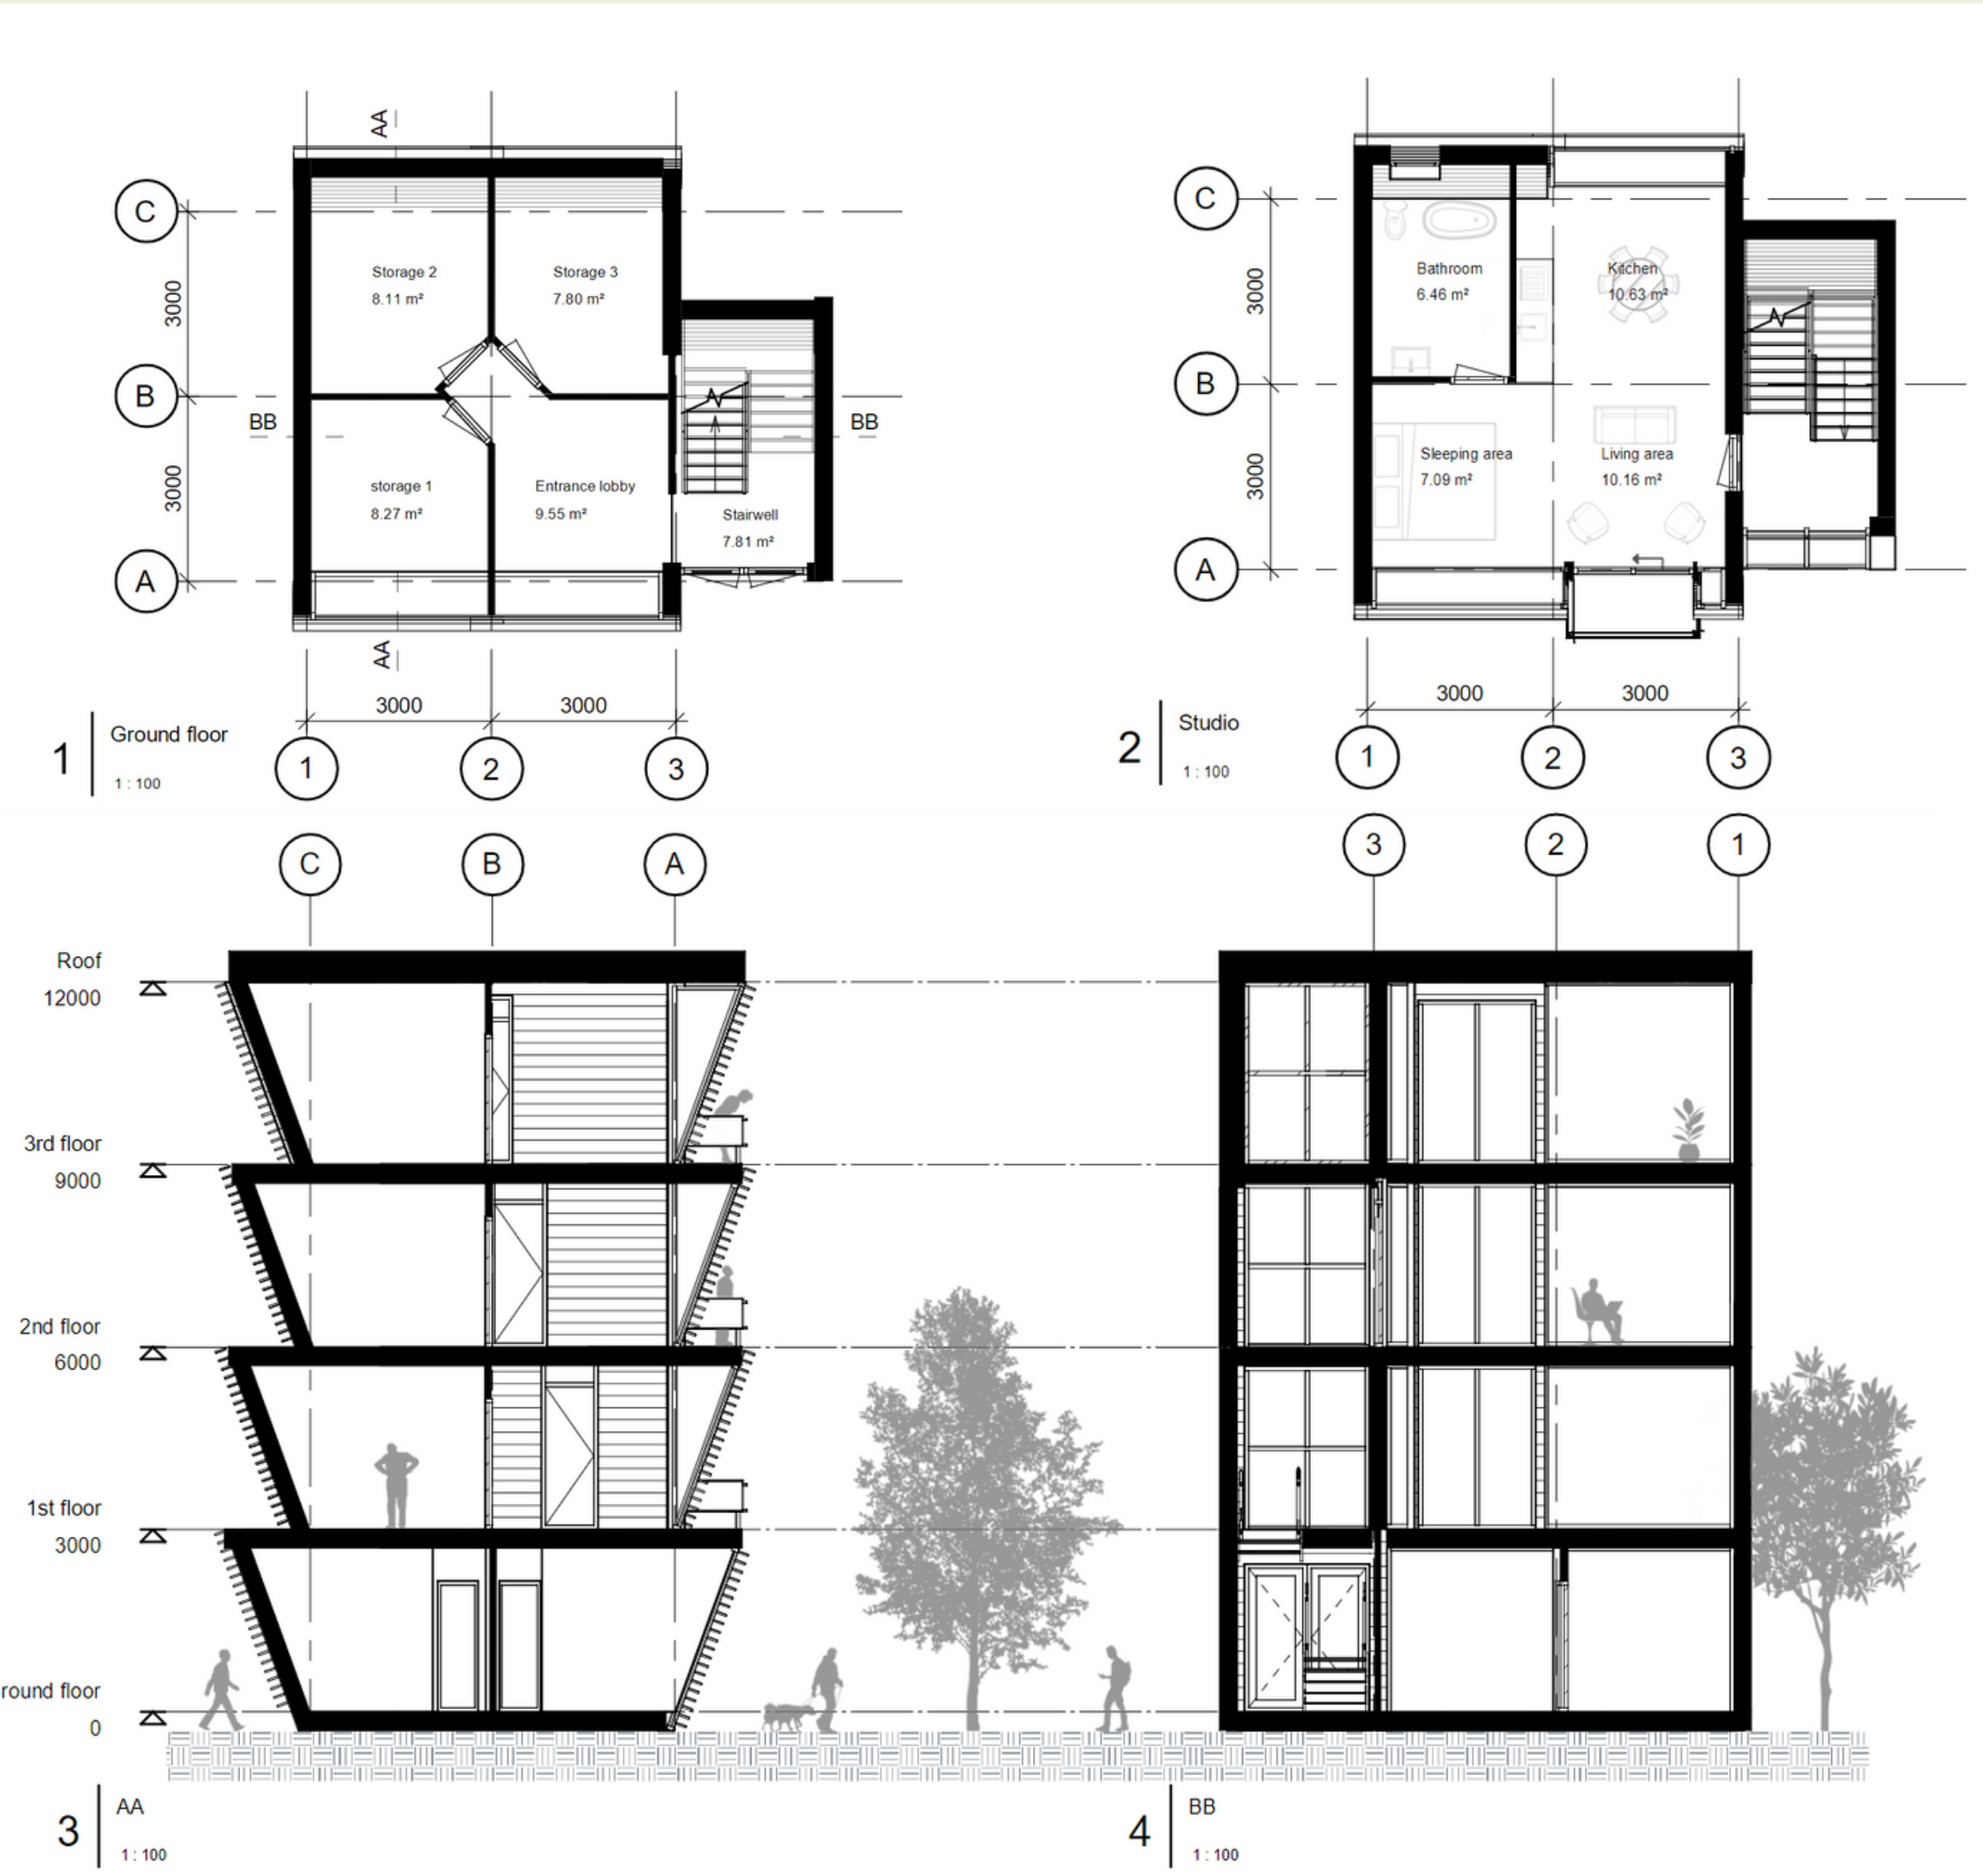 AA
C
Storage 2
8.11 m²
Storage 3
7.80 m²
3000
B
BB
BB
3000
storage 1
8.27 m²
Entrance lobby
9.55 m²
Stairwell
7.81 m²
A
AA
3000
3000
1
Ground floor
1 : 100
1
2
3
C
Bathroom
6.46 m²
Kitchen
10.63 m²
3000
B
3000
Sleeping area
7.09 m²
Living area
10.16 m²
A
3000
3000
2
Studio
1 : 100
1
2
3
C
B
A
Roof
12000
3rd floor
9000
2nd floor
6000
1st floor
3000
round floor
0
3
AA
1 : 100
3
2
1
4
BB
1 : 100